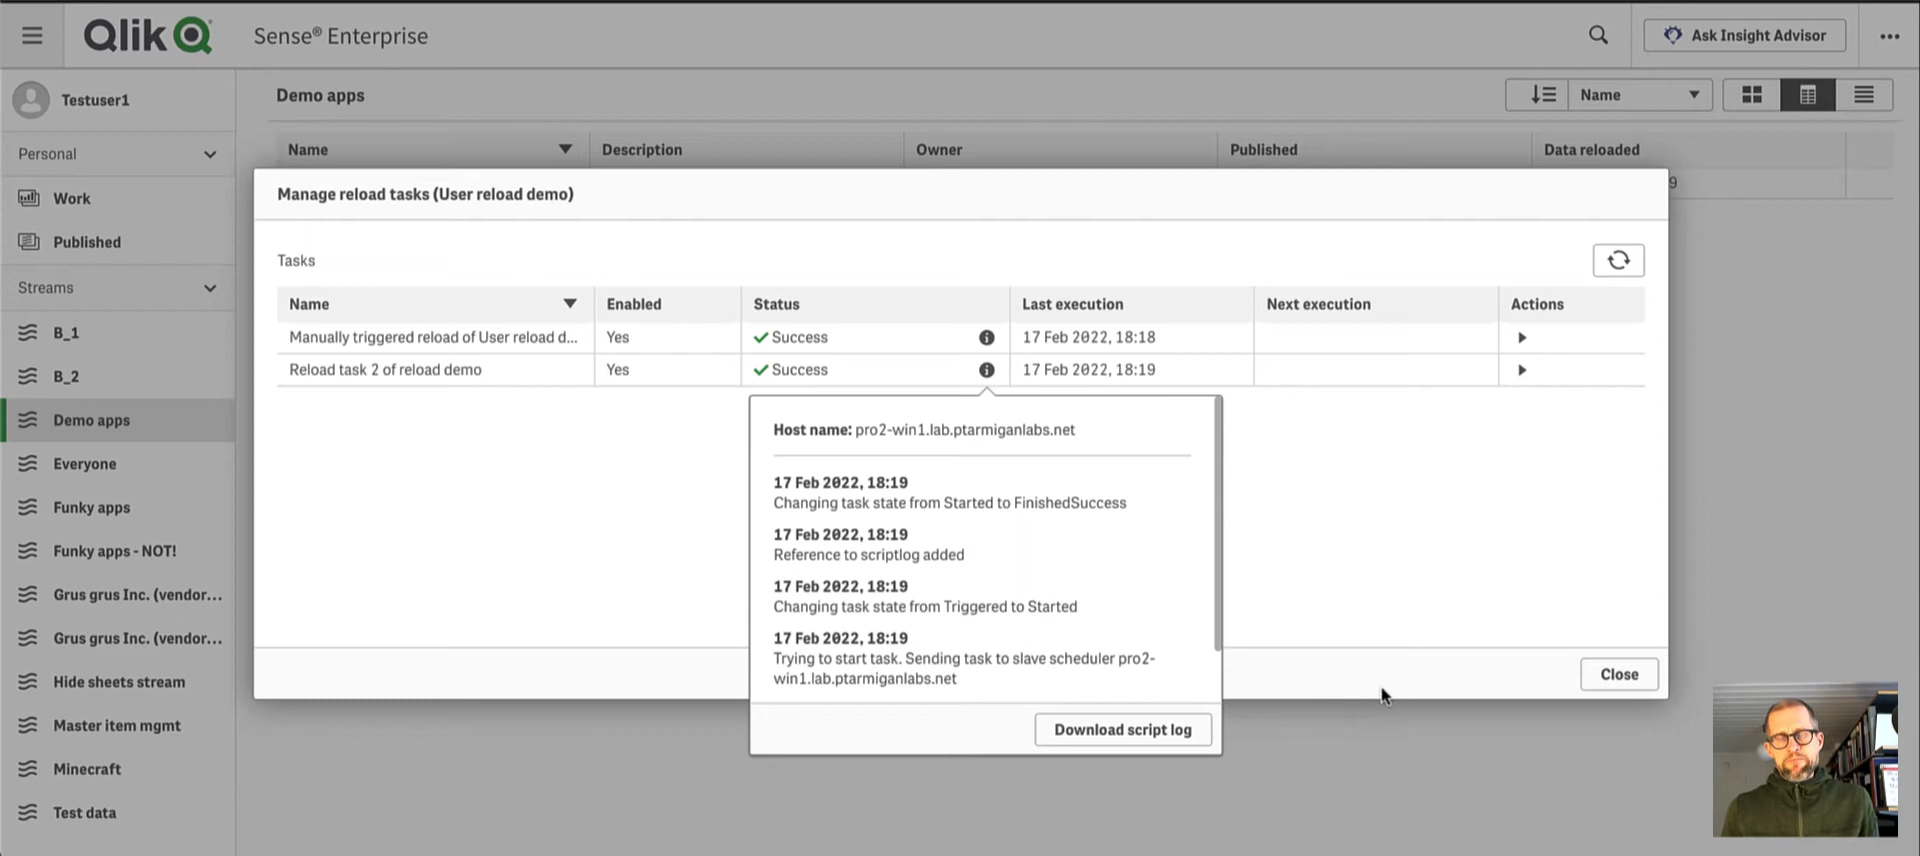 Qlik
Sense® Enterprise
Ask Insight Advisor
Testuser1
Demo apps
Name
Personal
Name
Description
Owner
Published
Data reloaded
9
Work
Published
Streams
B_1
B_2
Demo apps
Everyone
Funky apps
Funky apps - NOT!
Grus grus Inc. (vendor...
Grus grus Inc. (vendor...
Hide sheets stream
Master item mgmt
Minecraft
Test data
Manage reload tasks (User reload demo)
Tasks
Name
Enabled
Status
Last execution
Next execution
Actions
Manually triggered reload of User reload d...
Yes
Success
17 Feb 2022, 18:18
Reload task 2 of reload demo
Yes
Success
17 Feb 2022, 18:19
Host name: pro2-win1.lab.ptarmiganlabs.net
17 Feb 2022, 18:19
Changing task state from Started to FinishedSuccess
17 Feb 2022, 18:19
Reference to scriptlog added
17 Feb 2022, 18:19
Changing task state from Triggered to Started
17 Feb 2022, 18:19
Trying to start task. Sending task to slave scheduler pro2-
win1.lab.ptarmiganlabs.net
Download script log
Close